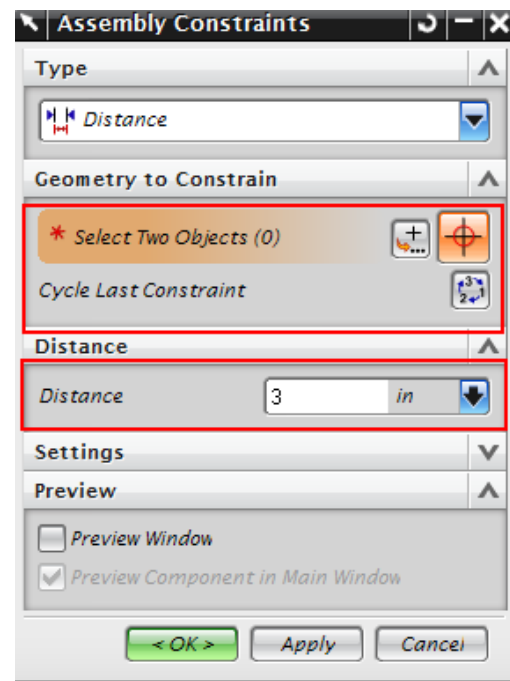 Assembly Constraints
Type
Distance
Geometry to Constrain
* Select Two Objects (0)
Cycle Last Constraint
Distance
Distance 3 in
Settings
Preview
Preview Window
Preview Component in Main Window
< OK > Apply Cancel